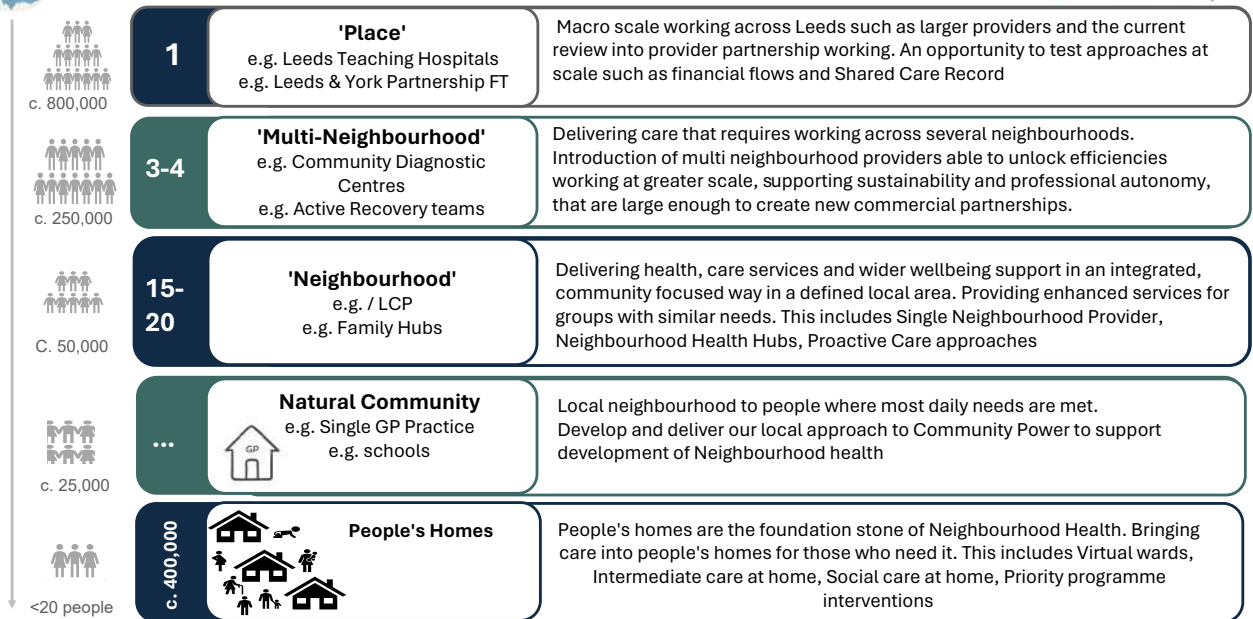 c. 800,000
1
'Place'
e.g. Leeds Teaching Hospitals
e.g. Leeds & York Partnership FT
Macro scale working across Leeds such as larger providers and the current
review into provider partnership working. An opportunity to test approaches at
scale such as financial flows and Shared Care Record
c. 250,000
3-4
'Multi-Neighbourhood'
e.g. Community Diagnostic
Centres
e.g. Active Recovery teams
Delivering care that requires working across several neighbourhoods.
Introduction of multi neighbourhood providers able to unlock efficiencies
working at greater scale, supporting sustainability and professional autonomy,
that are large enough to create new commercial partnerships.
C. 50,000
15-
20
'Neighbourhood'
e.g. / LCP
e.g. Family Hubs
Delivering health, care services and wider wellbeing support in an integrated,
community focused way in a defined local area. Providing enhanced services for
groups with similar needs. This includes Single Neighbourhood Provider,
Neighbourhood Health Hubs, Proactive Care approaches
c. 25,000
...
Natural Community
e.g. Single GP Practice
e.g. schools
GP
Local neighbourhood to people where most daily needs are met.
Develop and deliver our local approach to Community Power to support
development of Neighbourhood health
<20 people
c. 400,000
People's Homes
People's homes are the foundation stone of Neighbourhood Health. Bringing
care into people's homes for those who need it. This includes Virtual wards,
Intermediate care at home, Social care at home, Priority programme
interventions